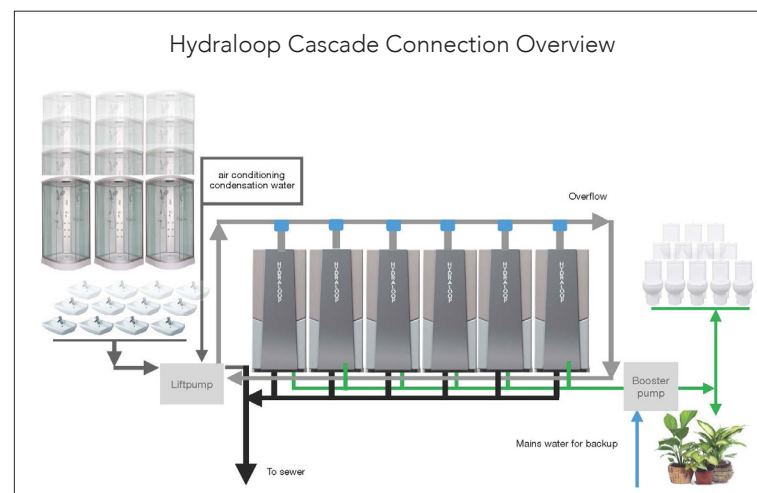 Hydraloop Cascade Connection Overview
air conditioning
condensation water
Overflow
HYDRALOOP
HYDRALOOP
HYDRALOOP
HYDRALOOP
HYDRALOOP
HYDRALOOP
Liftpump
Booster
pump
Mains water for backup
To sewer